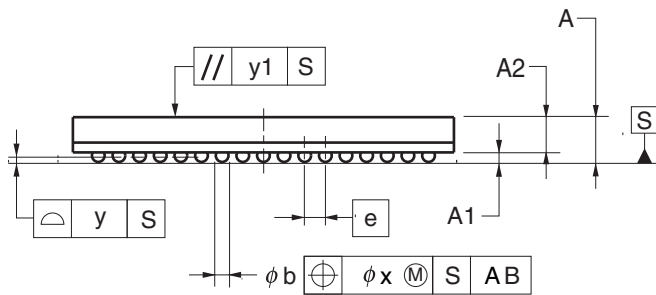 A
// y1 S
A2
S
⌓ y S
e
A1
ϕb ⌖ ϕx Ⓜ S AB